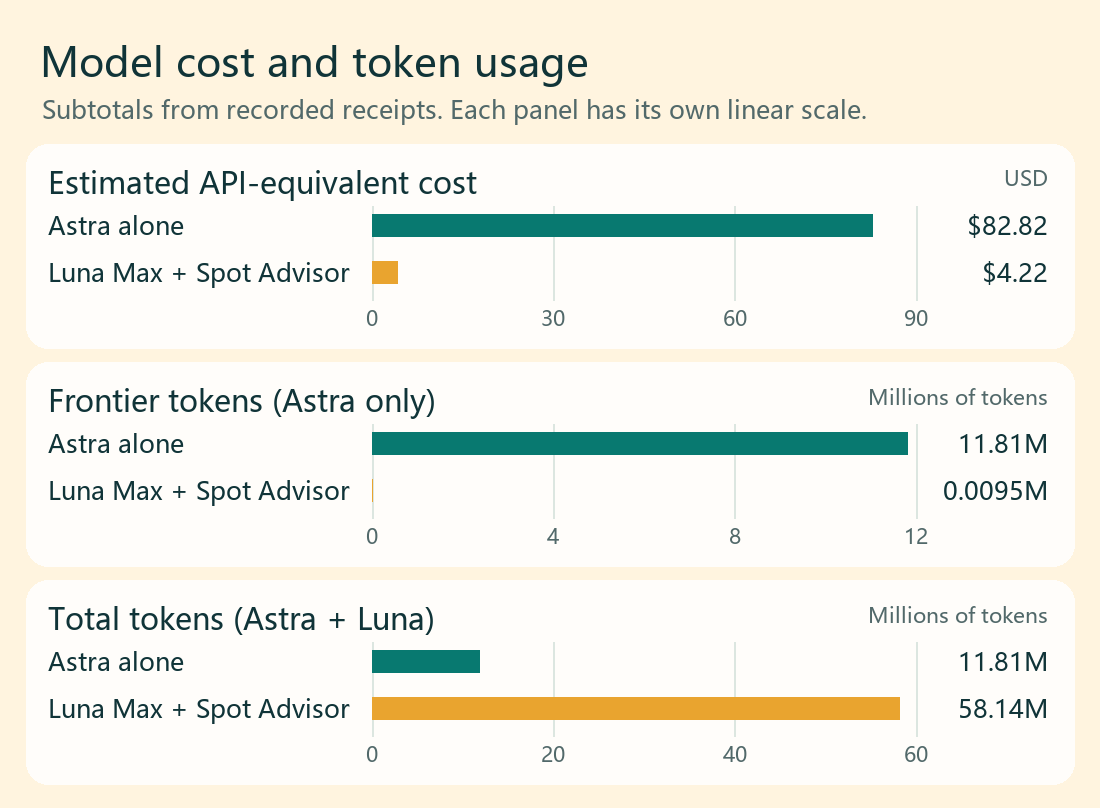 Model cost and token usage
Subtotals from recorded receipts. Each panel has its own linear scale.
Estimated API-equivalent cost USD
Astra alone $82.82
Luna Max + Spot Advisor $4.22
0 30 60 90
Frontier tokens (Astra only) Millions of tokens
Astra alone 11.81M
Luna Max + Spot Advisor 0.0095M
0 4 8 12
Total tokens (Astra + Luna) Millions of tokens
Astra alone 11.81M
Luna Max + Spot Advisor 58.14M
0 20 40 60